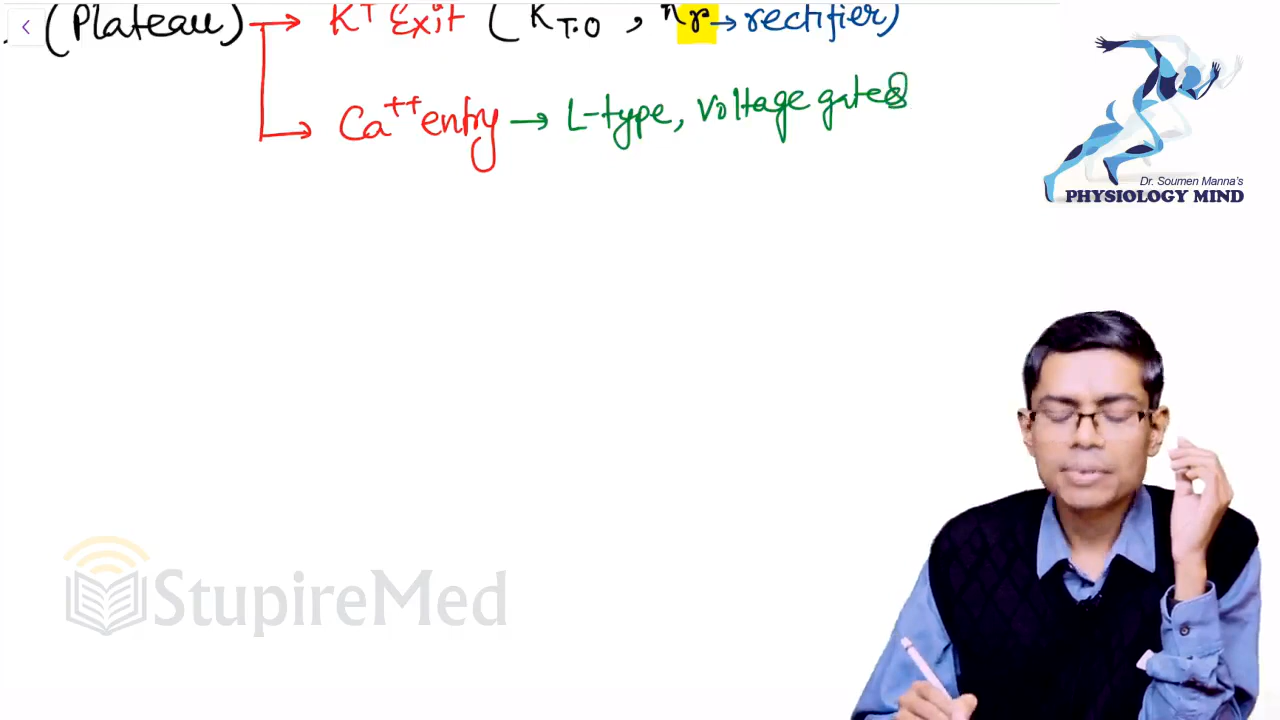 (Plateau) → K+ Exit ( K T.O , Kr → rectifier)
→ Ca++ entry → L-type, Voltage gated
Dr. Soumen Manna's
PHYSIOLOGY MIND
StupireMed